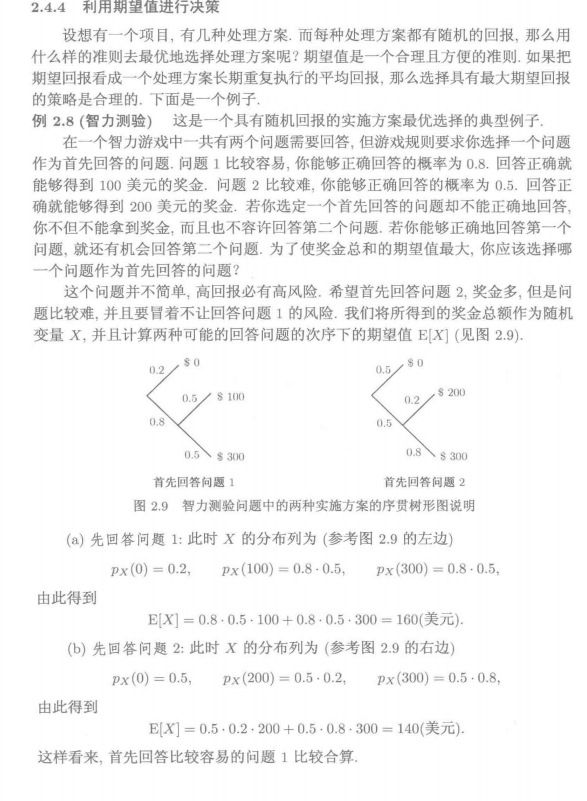 2.4.4 利用期望值进行决策
设想有一个项目, 有几种处理方案. 而每种处理方案都有随机的回报, 那么用
什么样的准则去最优地选择处理方案呢? 期望值是一个合理且方便的准则. 如果把
期望回报看成一个处理方案长期重复执行的平均回报, 那么选择具有最大期望回报
的策略是合理的. 下面是一个例子.
例 2.8 (智力测验) 这是一个具有随机回报的实施方案最优选择的典型例子.
在一个智力游戏中一共有两个问题需要回答, 但游戏规则要求你选择一个问题
作为首先回答的问题. 问题 1 比较容易, 你能够正确回答的概率为 0.8. 回答正确就
能够得到 100 美元的奖金. 问题 2 比较难, 你能够正确回答的概率为 0.5. 回答正
确就能够得到 200 美元的奖金. 若你选定一个首先回答的问题却不能正确地回答,
你不但不能拿到奖金, 而且也不容许回答第二个问题. 若你能够正确地回答第一个
问题, 就还有机会回答第二个问题. 为了使奖金总和的期望值最大, 你应该选择哪
一个问题作为首先回答的问题?
这个问题并不简单, 高回报必有高风险. 希望首先回答问题 2, 奖金多, 但是问
题比较难, 并且要冒着不让回答问题 1 的风险. 我们将所得到的奖金总额作为随机
变量 X, 并且计算两种可能的回答问题的次序下的期望值 E[X] (见图 2.9).
0.2 $ 0
0.5 $ 100
0.8
0.5 $ 300
首先回答问题 1
0.5 $ 0
0.2 $ 200
0.5
0.8 $ 300
首先回答问题 2
图 2.9 智力测验问题中的两种实施方案的序贯树形图说明
(a) 先回答问题 1: 此时 X 的分布列为 (参考图 2.9 的左边)
pX(0) = 0.2, pX(100) = 0.8 · 0.5, pX(300) = 0.8 · 0.5,
由此得到
E[X] = 0.8 · 0.5 · 100 + 0.8 · 0.5 · 300 = 160(美元).
(b) 先回答问题 2: 此时 X 的分布列为 (参考图 2.9 的右边)
pX(0) = 0.5, pX(200) = 0.5 · 0.2, pX(300) = 0.5 · 0.8,
由此得到
E[X] = 0.5 · 0.2 · 200 + 0.5 · 0.8 · 300 = 140(美元).
这样看来, 首先回答比较容易的问题 1 比较合算.